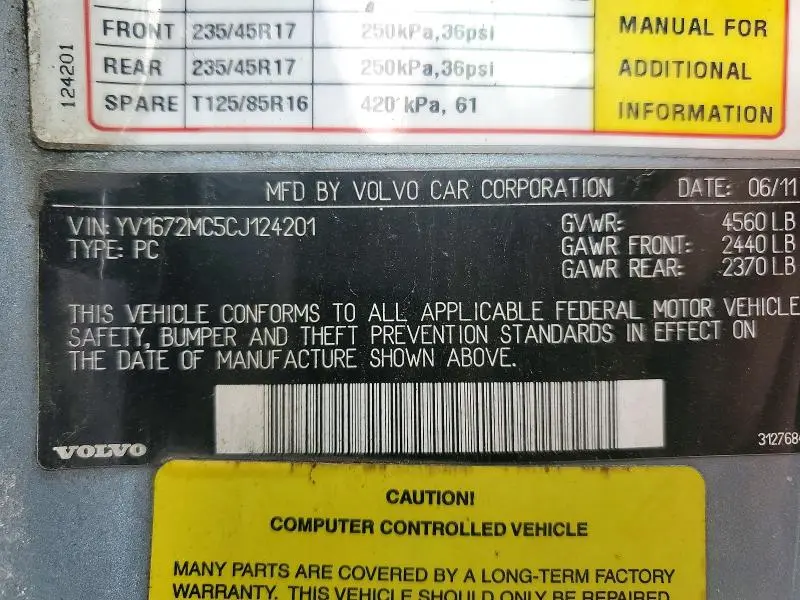 124201
FRONT 235/45R17 250kPa,36psi
REAR 235/45R17 250kPa,36psi
SPARE T125/85R16 420 kPa, 61
MANUAL FOR
ADDITIONAL
INFORMATION
MFD BY VOLVO CAR CORPORATION DATE: 06/11
VIN: YV1672MC5CJ124201 GVWR: 4560 LB
TYPE: PC GAWR FRONT: 2440 LB
GAWR REAR: 2370 LB
THIS VEHICLE CONFORMS TO ALL APPLICABLE FEDERAL MOTOR VEHICLE
SAFETY, BUMPER AND THEFT PREVENTION STANDARDS IN EFFECT ON
THE DATE OF MANUFACTURE SHOWN ABOVE.
VOLVO
CAUTION!
COMPUTER CONTROLLED VEHICLE
MANY PARTS ARE COVERED BY A LONG-TERM FACTORY
WARRANTY. THIS VEHICLE SHOULD ONLY BE REPAIRED